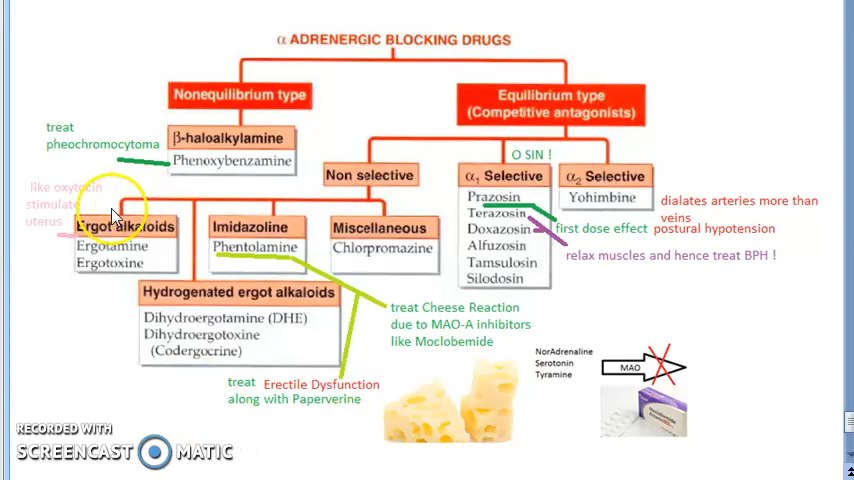 α ADRENERGIC BLOCKING DRUGS
Nonequilibrium type
Equilibrium type
(Competitive antagonists)
treat
pheochromocytoma
β-haloalkylamine
Phenoxybenzamine
O SIN !
Non selective
α1 Selective
Prazosin
Terazosin
Doxazosin
Alfuzosin
Tamsulosin
Silodosin
α2 Selective
Yohimbine
dialates arteries more than
veins
first dose effect postural hypotension
relax muscles and hence treat BPH !
like oxytocin
stimulate
uterus
Ergot alkaloids
Ergotamine
Ergotoxine
Imidazoline
Phentolamine
Miscellaneous
Chlorpromazine
Hydrogenated ergot alkaloids
Dihydroergotamine (DHE)
Dihydroergotoxine
(Codergocrine)
treat Cheese Reaction
due to MAO-A inhibitors
like Moclobemide
treat Erectile Dysfunction
along with Paperverine
NorAdrenaline
Serotonin
Tyramine
MAO
RECORDED WITH
SCREENCAST MATIC